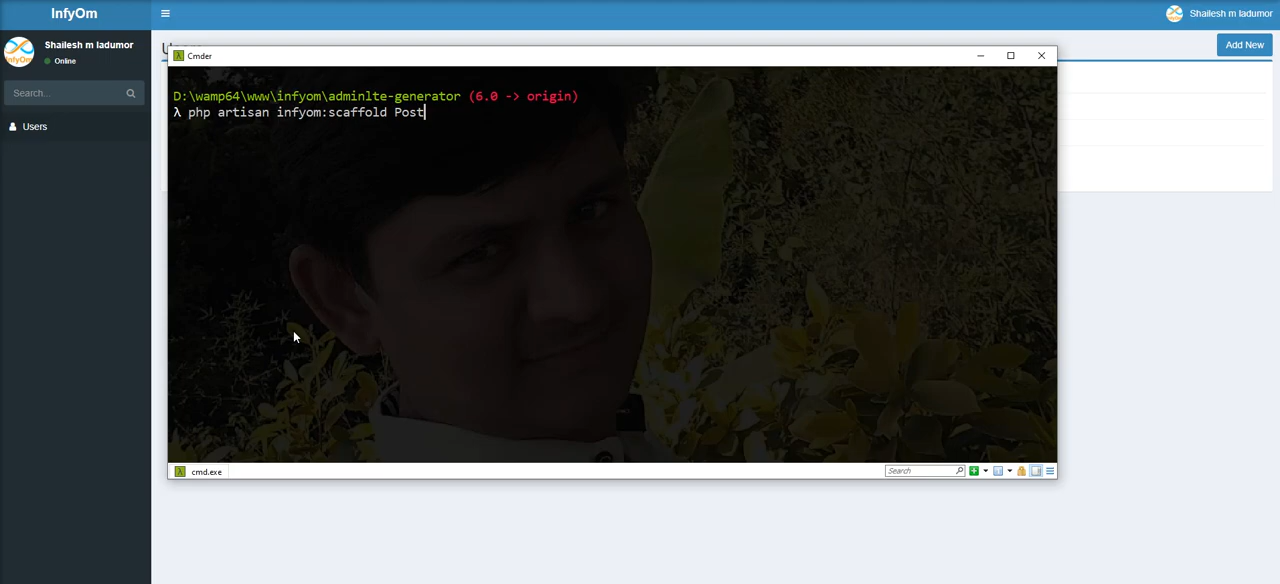 InfyOm
Shailesh m ladumor
Shailesh m ladumor
Online
Add New
Search...
Users
Cmder
D:\wamp64\www\infyom\adminlte-generator (6.0 -> origin)
λ php artisan infyom:scaffold Post
cmd.exe
Search